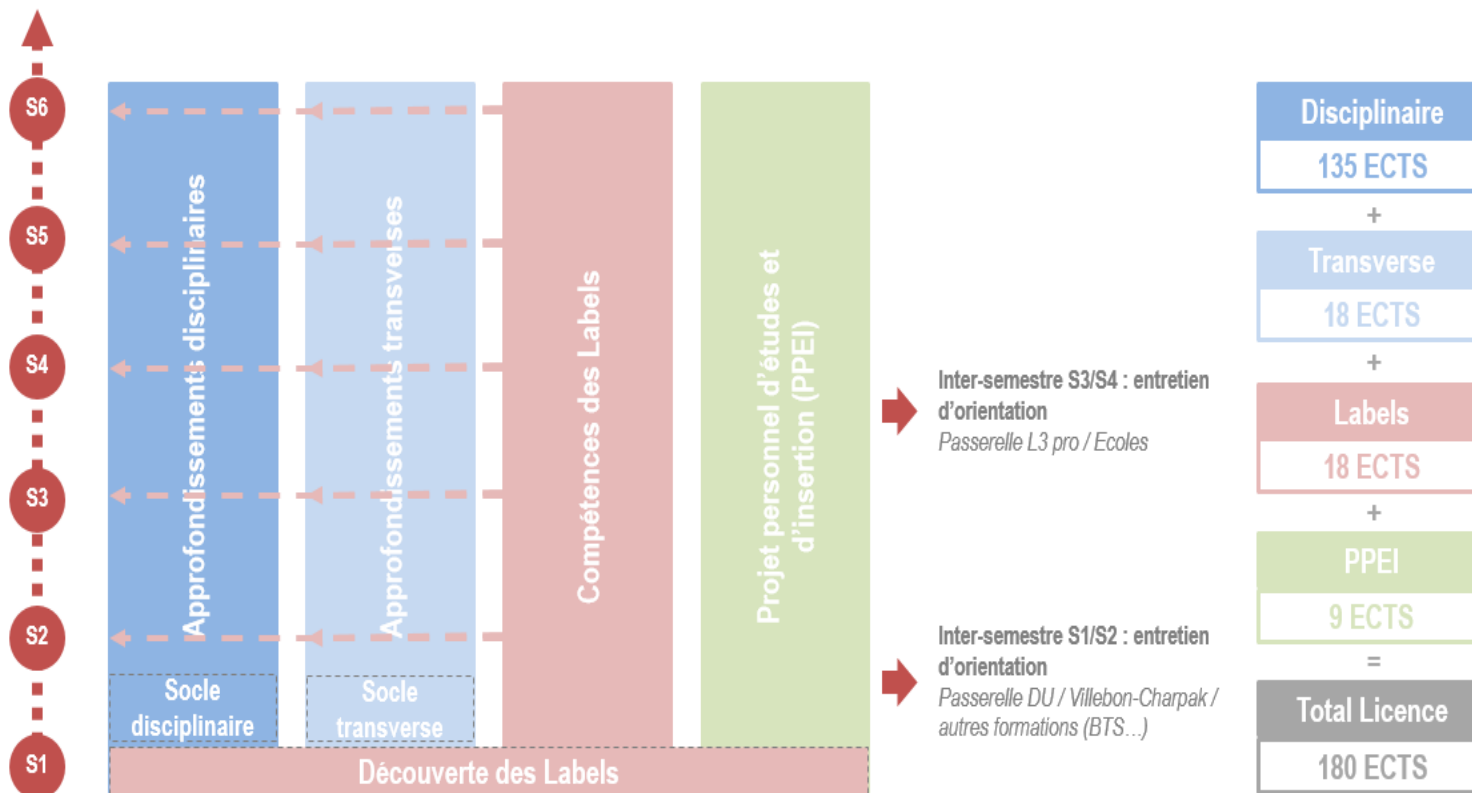 S6
S5
S4
S3
S2
S1
Approfondissements disciplinaires
Approfondissements transverses
Compétences des Labels
Projet personnel d'études et
d'insertion (PPEI)
Socle
disciplinaire
Socle
transverse
Découverte des Labels
Inter-semestre S3/S4 : entretien
d'orientation
Passerelle L3 pro / Ecoles
Inter-semestre S1/S2 : entretien
d'orientation
Passerelle DU / Villebon-Charpak /
autres formations (BTS...)
Disciplinaire
135 ECTS
+
Transverse
18 ECTS
+
Labels
18 ECTS
+
PPEI
9 ECTS
=
Total Licence
180 ECTS